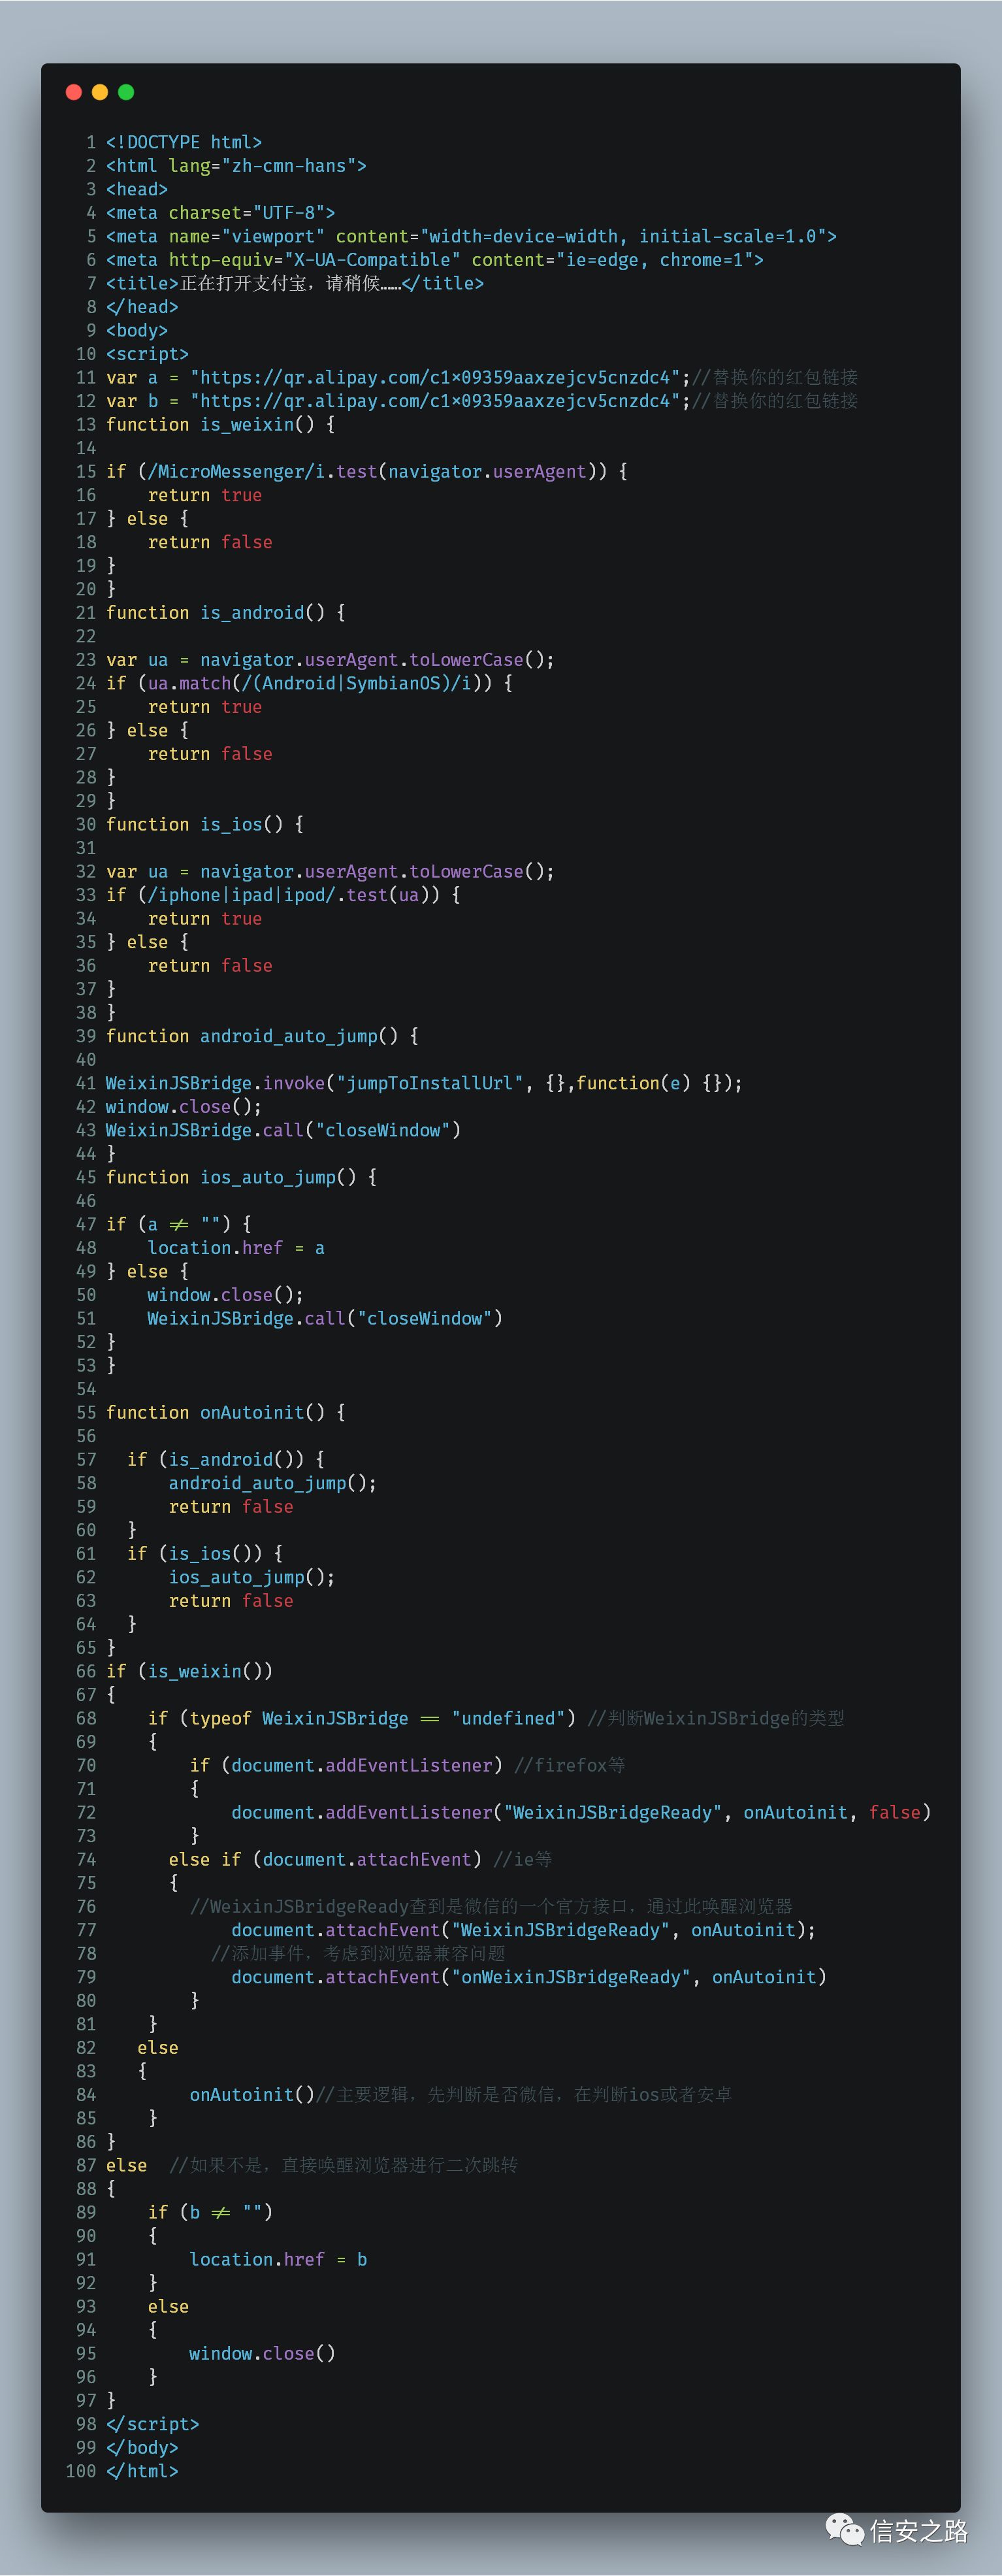 1 <!DOCTYPE html>
2 <html lang="zh-cmn-hans">
3 <head>
4 <meta charset="UTF-8">
5 <meta name="viewport" content="width=device-width, initial-scale=1.0">
6 <meta http-equiv="X-UA-Compatible" content="ie=edge, chrome=1">
7 <title>正在打开支付宝，请稍候……</title>
8 </head>
9 <body>
10 <script>
11 var a = "https://qr.alipay.com/c1x09359aaxzejcv5cnzdc4";//替换你的红包链接
12 var b = "https://qr.alipay.com/c1x09359aaxzejcv5cnzdc4";//替换你的红包链接
13 function is_weixin() {
14
15 if (/MicroMessenger/i.test(navigator.userAgent)) {
16     return true
17 } else {
18     return false
19 }
20 }
21 function is_android() {
22
23 var ua = navigator.userAgent.toLowerCase();
24 if (ua.match(/(Android|SymbianOS)/i)) {
25     return true
26 } else {
27     return false
28 }
29 }
30 function is_ios() {
31
32 var ua = navigator.userAgent.toLowerCase();
33 if (/iphone|ipad|ipod/.test(ua)) {
34     return true
35 } else {
36     return false
37 }
38 }
39 function android_auto_jump() {
40
41 WeixinJSBridge.invoke("jumpToInstallUrl", {},function(e) {});
42 window.close();
43 WeixinJSBridge.call("closeWindow")
44 }
45 function ios_auto_jump() {
46
47 if (a != "") {
48     location.href = a
49 } else {
50     window.close();
51     WeixinJSBridge.call("closeWindow")
52 }
53 }
54
55 function onAutoinit() {
56
57   if (is_android()) {
58       android_auto_jump();
59       return false
60   }
61   if (is_ios()) {
62       ios_auto_jump();
63       return false
64   }
65 }
66 if (is_weixin())
67 {
68     if (typeof WeixinJSBridge == "undefined") //判断WeixinJSBridge的类型
69     {
70         if (document.addEventListener) //firefox等
71         {
72             document.addEventListener("WeixinJSBridgeReady", onAutoinit, false)
73         }
74       else if (document.attachEvent) //ie等
75       {
76         //WeixinJSBridgeReady查到是微信的一个官方接口，通过此唤醒浏览器
77             document.attachEvent("WeixinJSBridgeReady", onAutoinit);
78           //添加事件，考虑到浏览器兼容问题
79             document.attachEvent("onWeixinJSBridgeReady", onAutoinit)
80         }
81     }
82    else
83    {
84         onAutoinit()//主要逻辑，先判断是否微信，在判断ios或者安卓
85     }
86 }
87 else  //如果不是，直接唤醒浏览器进行二次跳转
88 {
89     if (b != "")
90     {
91         location.href = b
92     }
93     else
94     {
95         window.close()
96     }
97 }
98 </script>
99 </body>
100 </html>
信安之路